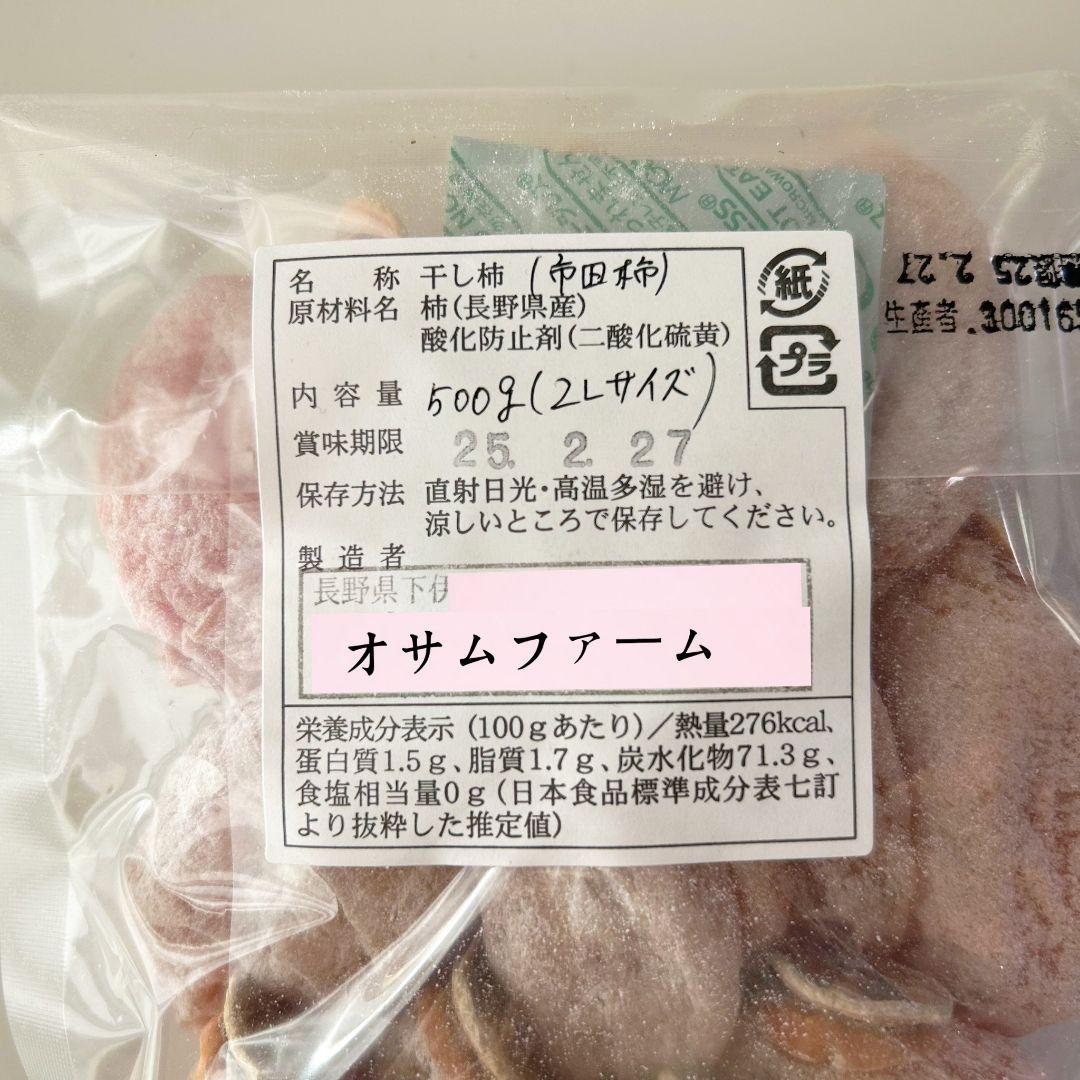 名称 干し柿 (市田柿)
原材料名 柿(長野県産)
酸化防止剤(二酸化硫黄)
内容量 500g(2Lサイズ)
賞味期限 25. 2. 27
保存方法 直射日光・高温多湿を避け、
涼しいところで保存してください。
製造者
長野県下伊
オサムファーム
栄養成分表示(100gあたり)／熱量276kcal、
蛋白質1.5g、脂質1.7g、炭水化物71.3g、
食塩相当量0g(日本食品標準成分表七訂
より抜粋した推定値)
紙
プラ
生産者.300165